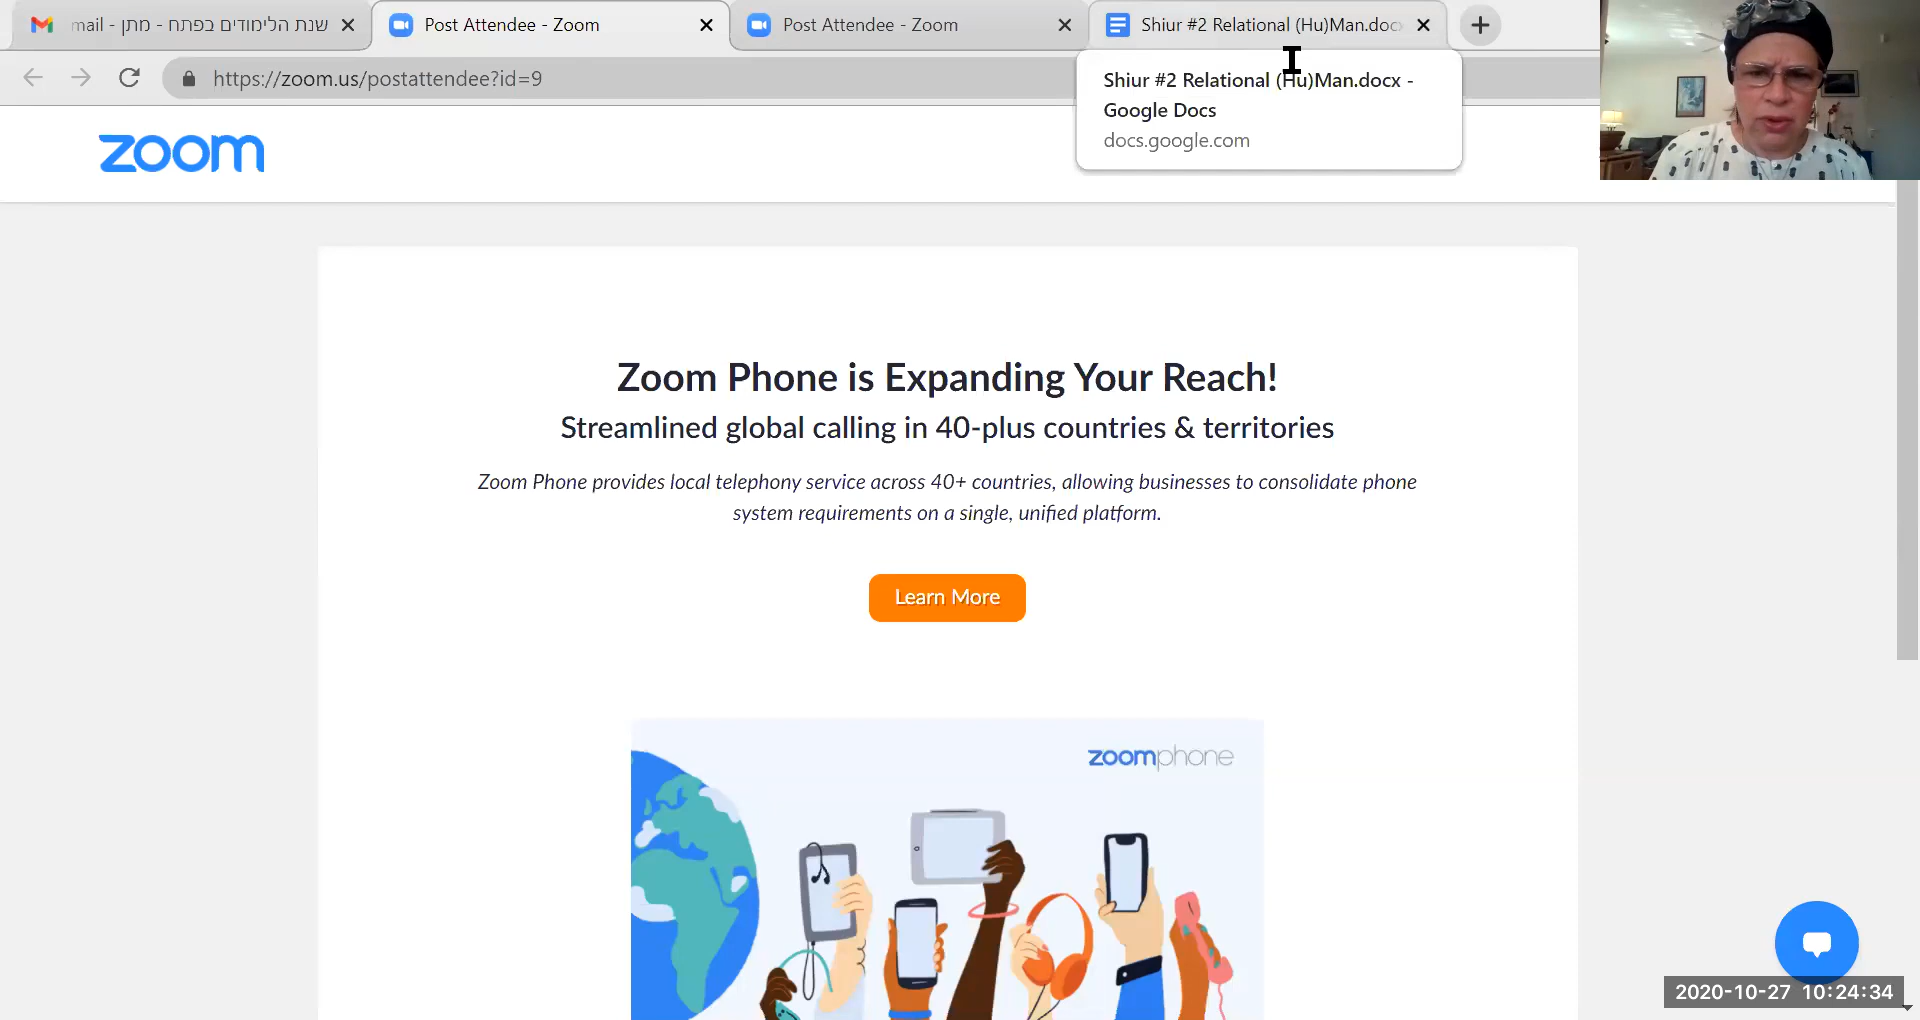 mail - שנת הלימודים בפתח - מתן
Post Attendee - Zoom
Post Attendee - Zoom
Shiur #2 Relational (Hu)Man.doc
https://zoom.us/postattendee?id=9
Shiur #2 Relational (Hu)Man.docx -
Google Docs
docs.google.com
zoom
Zoom Phone is Expanding Your Reach!
Streamlined global calling in 40-plus countries & territories
Zoom Phone provides local telephony service across 40+ countries, allowing businesses to consolidate phone
system requirements on a single, unified platform.
Learn More
zoomphone
2020-10-27 10:24:34